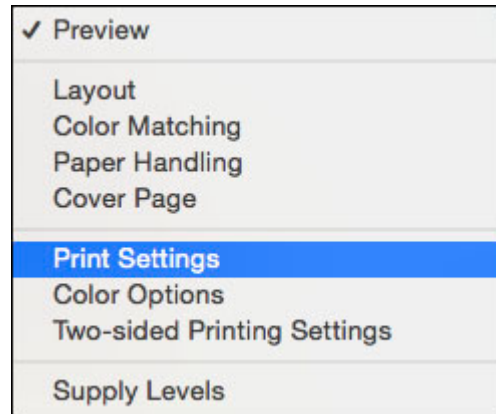 ✓ Preview
Layout
Color Matching
Paper Handling
Cover Page
Print Settings
Color Options
Two-sided Printing Settings
Supply Levels